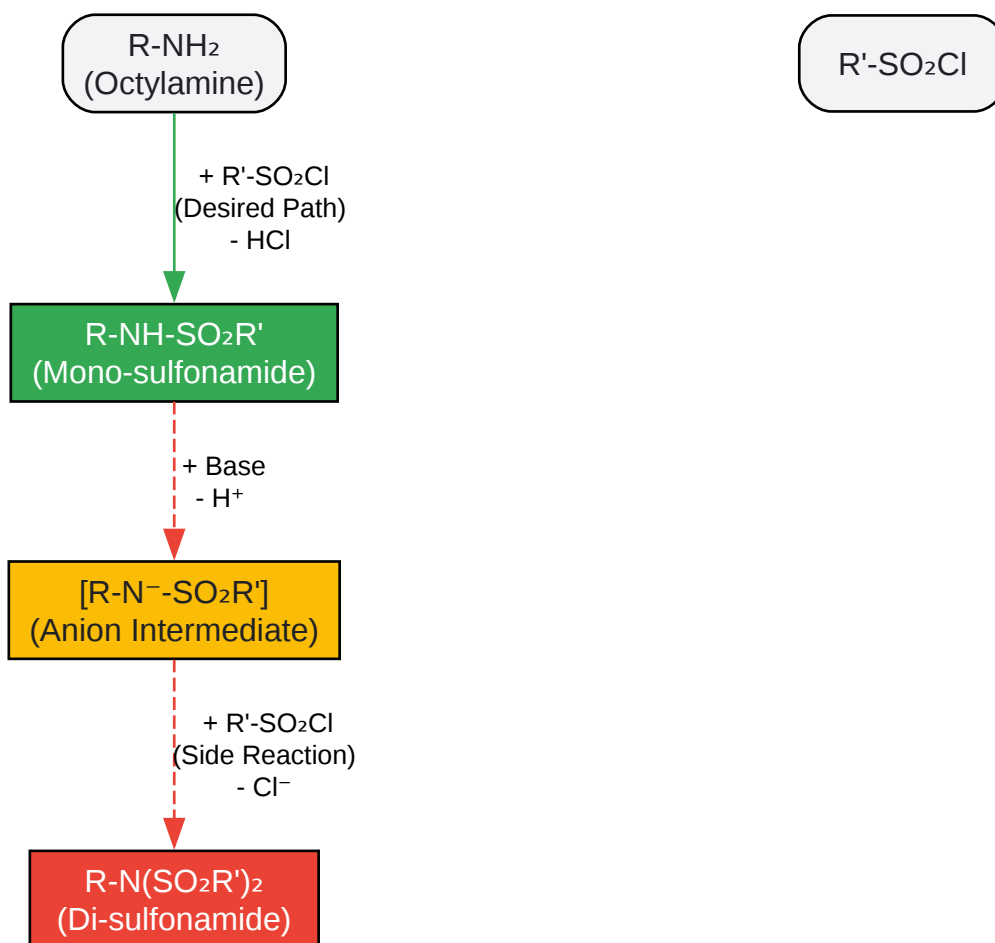 R-NH₂
(Octylamine)
R'-SO₂Cl
+ R'-SO₂Cl
(Desired Path)
- HCl
R-NH-SO₂R'
(Mono-sulfonamide)
+ Base
- H⁺
[R-N⁻-SO₂R']
(Anion Intermediate)
+ R'-SO₂Cl
(Side Reaction)
- Cl⁻
R-N(SO₂R')₂
(Di-sulfonamide)